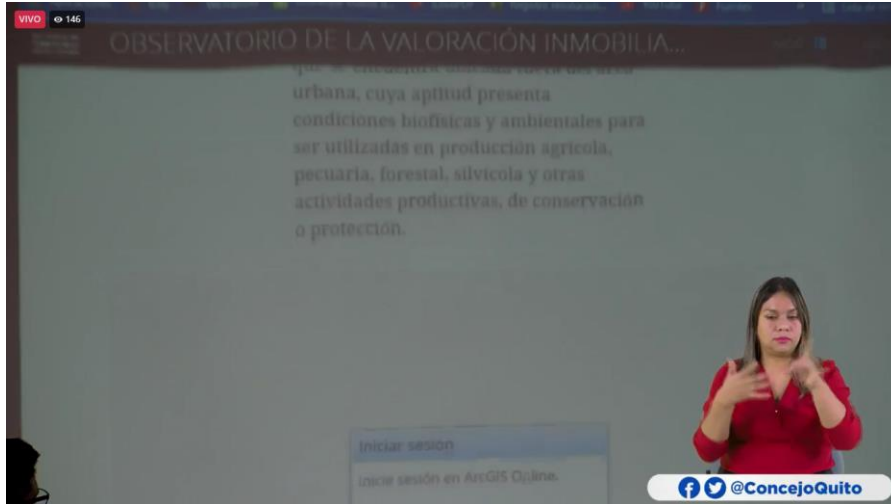 VIVO 146
OBSERVATORIO DE LA VALORACIÓN INMOBILIA...
urbana, cuya aptitud presenta
condiciones biofísicas y ambientales para
ser utilizadas en producción agrícola,
pecuaria, forestal, silvícola y otras
actividades productivas, de conservación
o protección.
Iniciar sesión
Inicie sesión en ArcGIS Online.
@ConcejoQuito